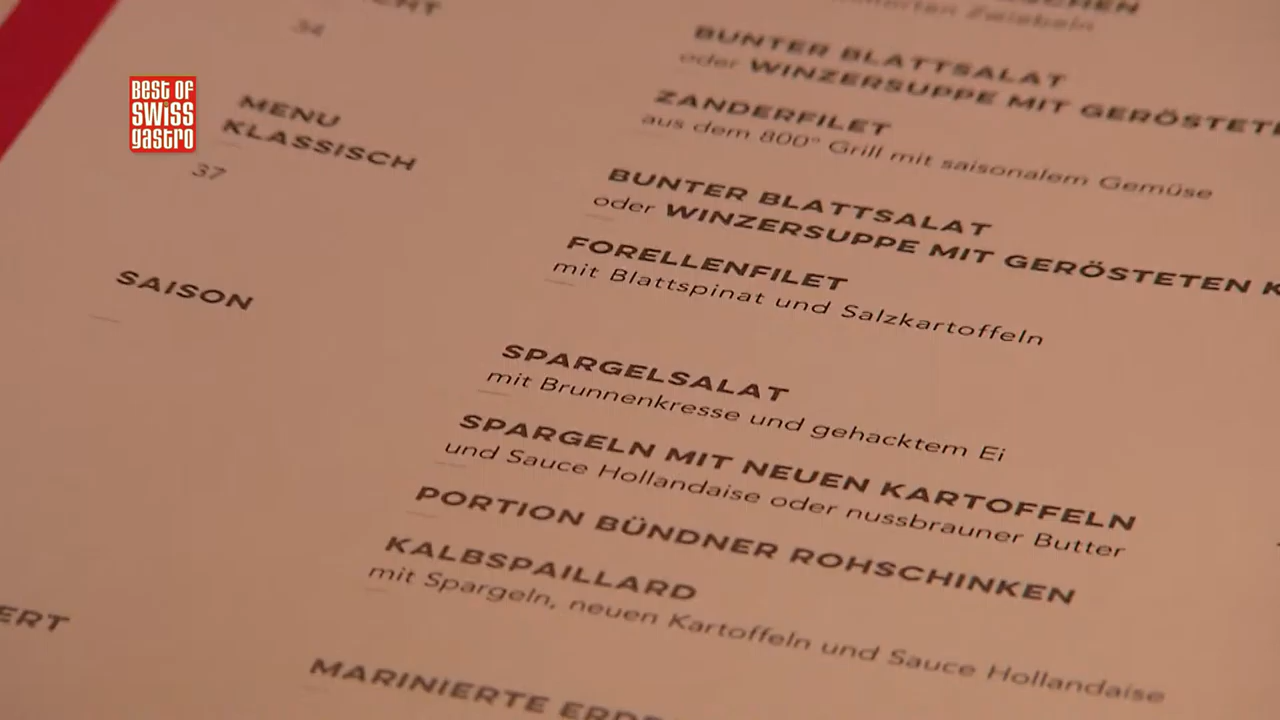 BEST OF
SWISS
gastro
34
MENU
KLASSISCH
37
SAISON
BUNTER BLATTSALAT
oder WINZERSUPPE MIT
ZANDERFILET
aus dem 800° Grill mit saisonalem Gemüse
BUNTER BLATTSALAT
oder WINZERSUPPE MIT GERÖSTETEN
FORELLENFILET
mit Blattspinat und Salzkartoffeln
SPARGELSALAT
mit Brunnenkresse und gehacktem Ei
SPARGELN MIT NEUEN KARTOFFELN
und Sauce Hollandaise oder nussbrauner Butter
PORTION BÜNDNER ROHSCHINKEN
KALBSPAILLARD
mit Spargeln, neuen Kartoffeln und Sauce Hollandaise
MARINIERTE